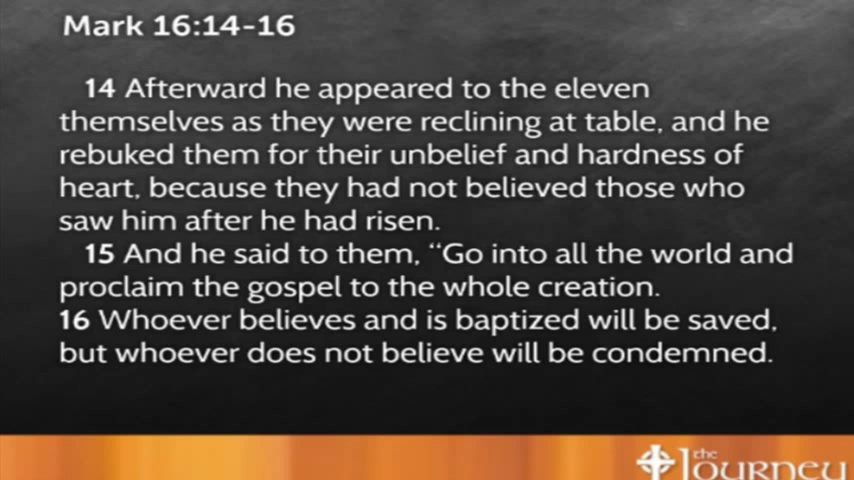 Mark 16:14-16
14 Afterward he appeared to the eleven
themselves as they were reclining at table, and he
rebuked them for their unbelief and hardness of
heart, because they had not believed those who
saw him after he had risen.
15 And he said to them, “Go into all the world and
proclaim the gospel to the whole creation.
16 Whoever believes and is baptized will be saved,
but whoever does not believe will be condemned.
the
JOURNEY